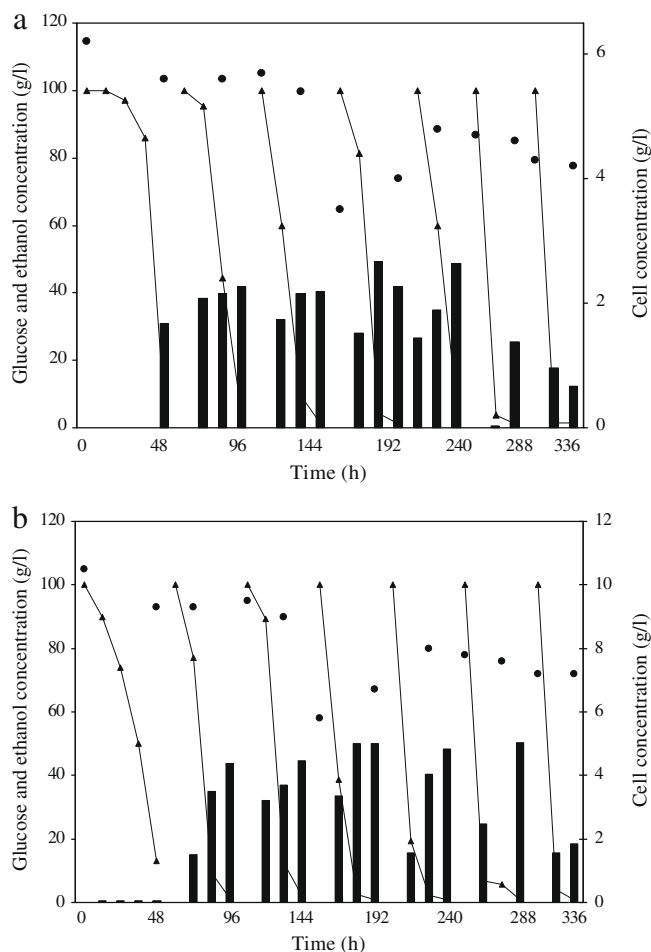 a
120
100
80
60
40
20
0
Glucose and ethanol concentration (g/l)
6
4
2
0
Cell concentration (g/l)
0 48 96 144 192 240 288 336
Time (h)
b
120
100
80
60
40
20
0
Glucose and ethanol concentration (g/l)
12
10
8
6
4
2
0
Cell concentration (g/l)
0 48 96 144 192 240 288 336
Time (h)